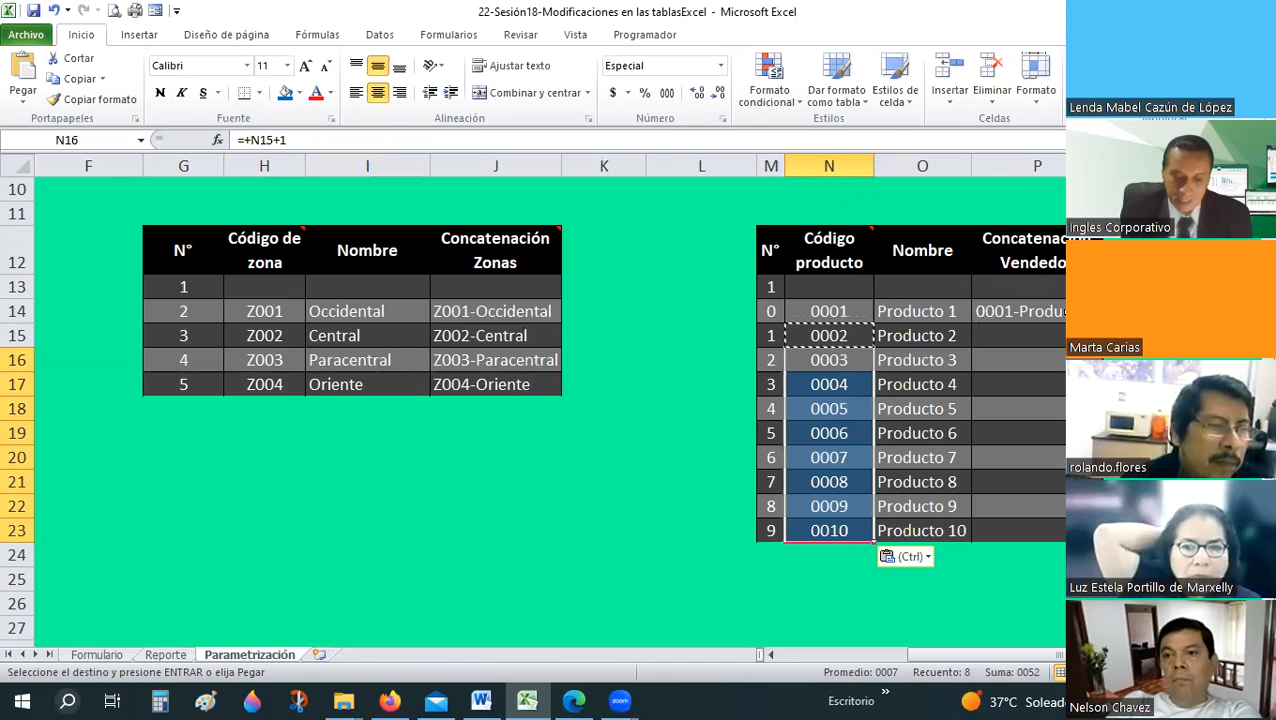 22-Sesión18-Modificaciones en las tablasExcel - Microsoft Excel
Archivo Inicio Insertar Diseño de página Fórmulas Datos Formularios Revisar Vista Programador
Pegar
Cortar
Copiar
Copiar formato
Portapapeles
Calibri 11
N K S
Fuente
Ajustar texto
Combinar y centrar
Alineación
Especial
$ % 000
Número
Formato condicional
Dar formato como tabla
Estilos de celda
Estilos
Insertar Eliminar Formato
Celdas
N16 fx =+N15+1
F G H I J K L M N O P
10
11
12 N° Código de zona Nombre Concatenación Zonas N° Código producto Nombre
13 1 1
14 2 Z001 Occidental Z001-Occidental 0 0001 Producto 1
15 3 Z002 Central Z002-Central 1 0002 Producto 2
16 4 Z003 Paracentral Z003-Paracentral 2 0003 Producto 3
17 5 Z004 Oriente Z004-Oriente 3 0004 Producto 4
18 4 0005 Producto 5
19 5 0006 Producto 6
20 6 0007 Producto 7
21 7 0008 Producto 8
22 8 0009 Producto 9
23 9 0010 Producto 10
24 (Ctrl)
25
26
27
Formulario Reporte Parametrización
Seleccione el destino y presione ENTRAR o elija Pegar Promedio: 0007 Recuento: 8 Suma: 0052
Escritorio 37°C
zoom
Lenda Mabel Cazún de López
Ingles Corporativo
Marta Carias
rolando.flores
Luz Estela Portillo de Marxelly
Nelson Chavez